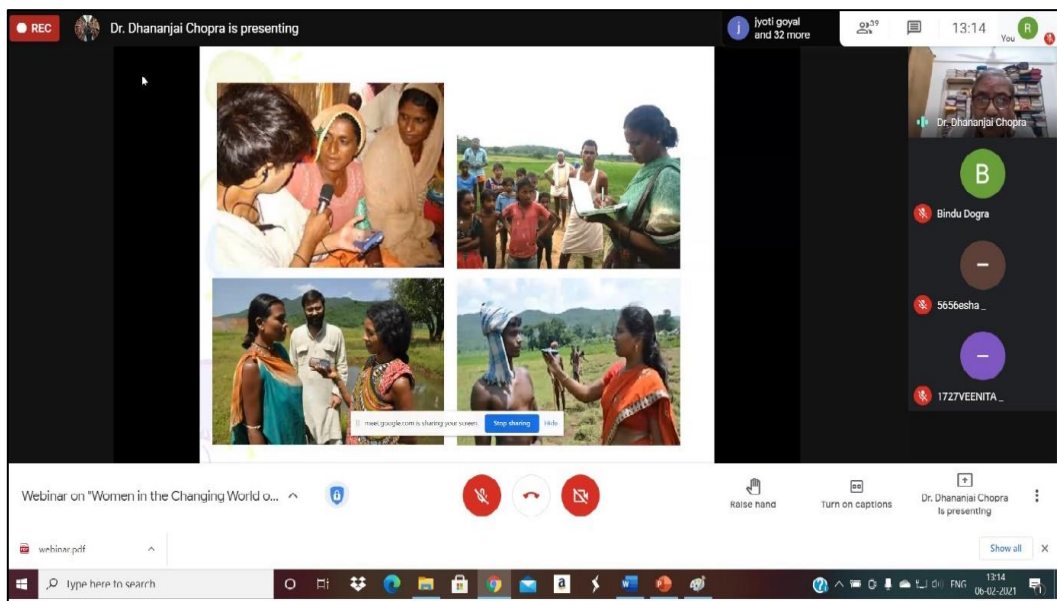 REC
Dr. Dhananjai Chopra is presenting
j
jyoti goyal
and 32 more
39
13:14
You
R
Dr. Dhananjai Chopra
B
Bindu Dogra
5656esha _
1727VEENITA _
meet.google.com is sharing your screen.
Stop sharing
Hide
Webinar on "Women in the Changing World o...
Raise hand
Turn on captions
Dr. Dhananjai Chopra
is presenting
webinar.pdf
Show all
Type here to search
ENG
13:14
06-02-2021